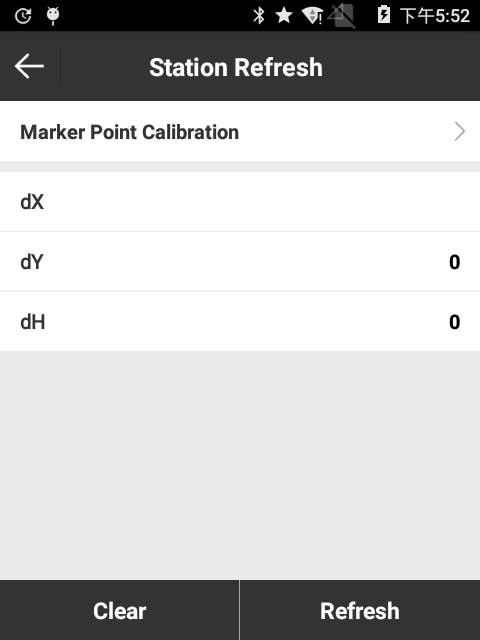 下午5:52
Station Refresh
Marker Point Calibration
dX
dY 0
dH 0
Clear Refresh